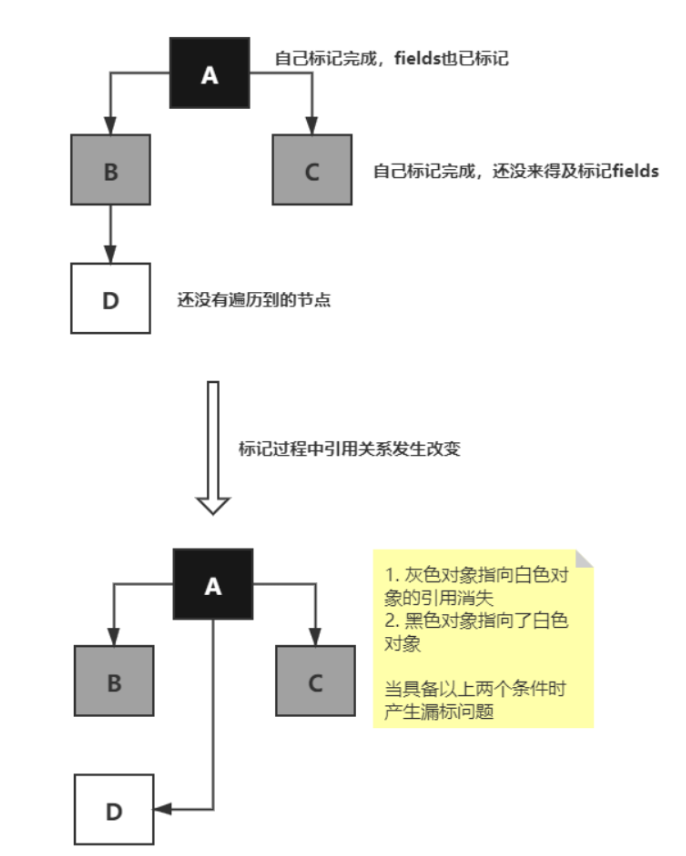 A
自己标记完成，fields也已标记
B
C
自己标记完成，还没来得及标记fields
D
还没有遍历到的节点
标记过程中引用关系发生改变
A
1. 灰色对象指向白色对
象的引用消失
2. 黑色对象指向了白色
对象
当具备以上两个条件时
产生漏标问题
B
C
D